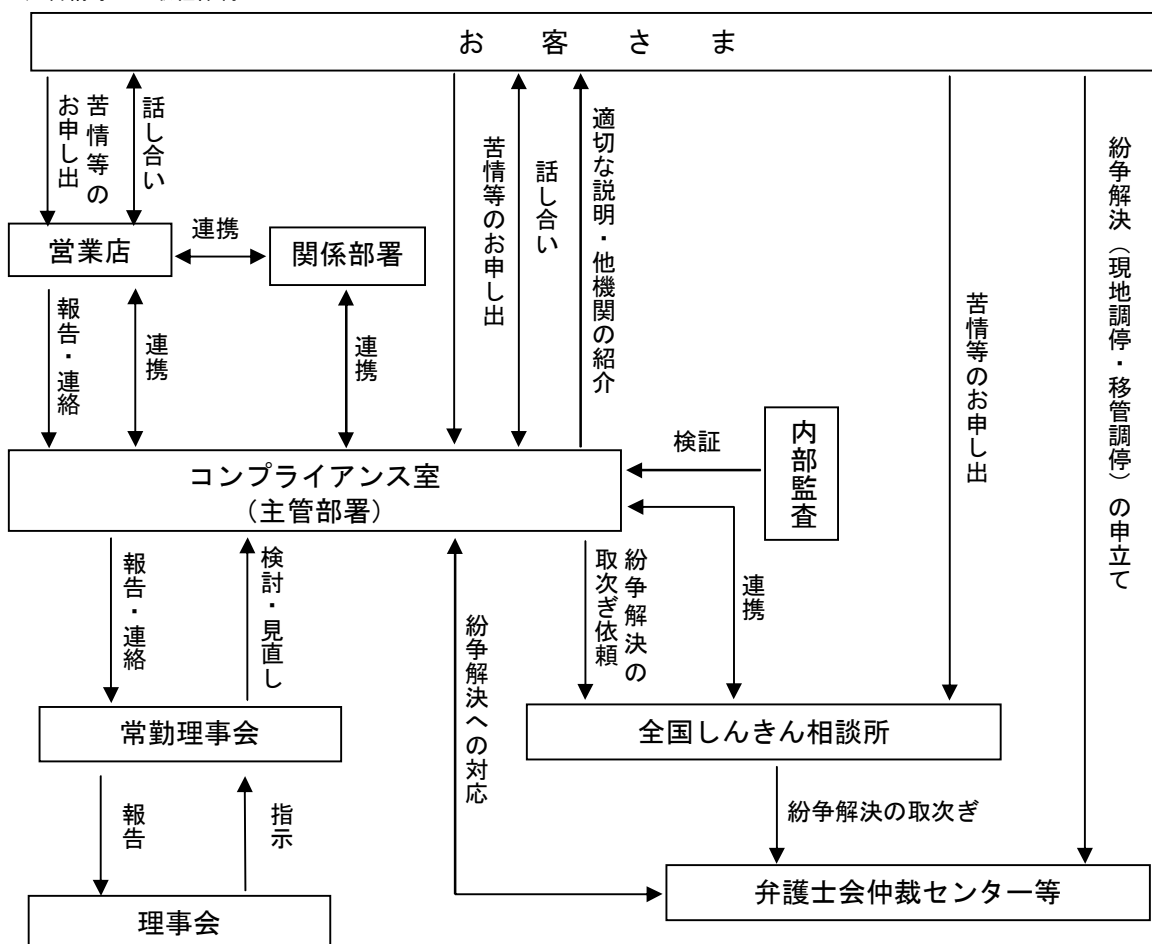 お 客 さ ま
苦情等の
お申し出
話し合い
苦情等のお申し出
話し合い
適切な説明・他機関の紹介
苦情等のお申し出
紛争解決（現地調停・移管調停）の申立て
営業店
連携
関係部署
報告・連絡
連携
連携
検証
内部監査
コンプライアンス室
（主管部署）
報告・連絡
検討・見直し
紛争解決への対応
紛争解決の
取次ぎ依頼
連携
常勤理事会
全国しんきん相談所
報告
指示
紛争解決の取次ぎ
理事会
弁護士会仲裁センター等